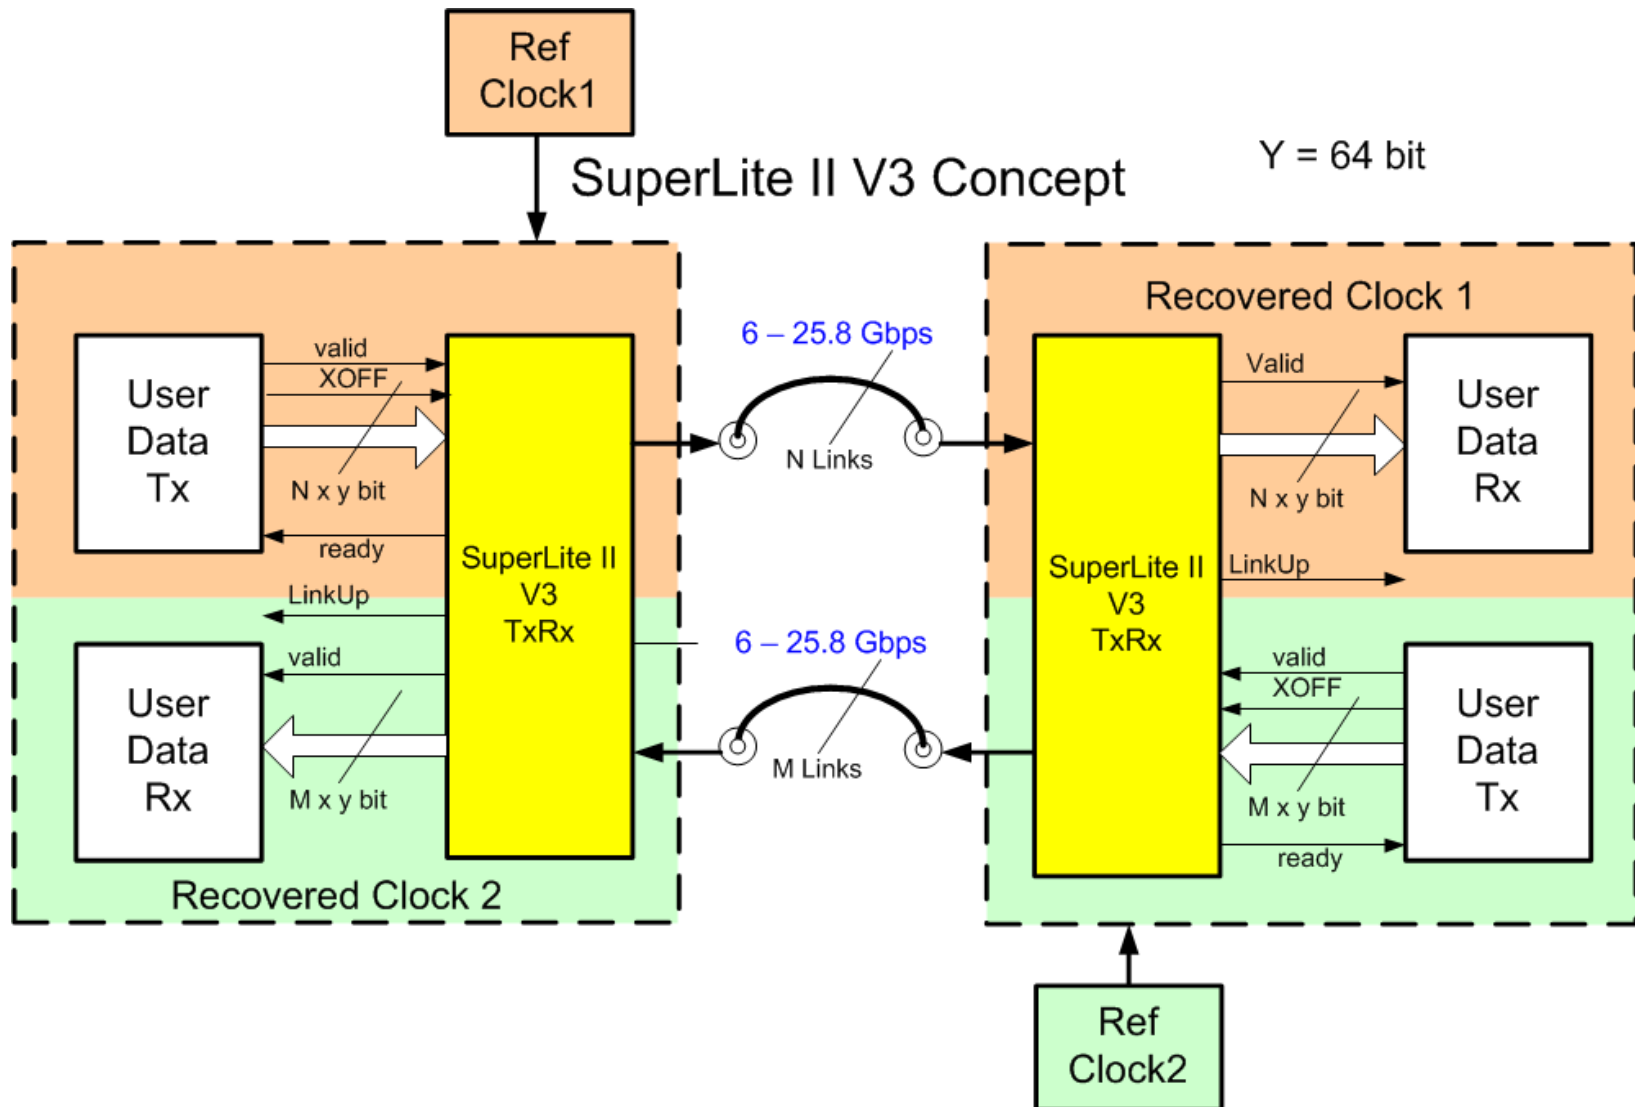 Ref
Clock1
SuperLite II V3 Concept
Y = 64 bit
valid
XOFF
User
Data
Tx
N x y bit
ready
LinkUp
valid
User
Data
Rx
M x y bit
SuperLite II
V3
TxRx
Recovered Clock 2
6 – 25.8 Gbps
N Links
6 – 25.8 Gbps
M Links
Recovered Clock 1
SuperLite II
V3
TxRx
Valid
N x y bit
LinkUp
User
Data
Rx
valid
XOFF
M x y bit
ready
User
Data
Tx
Ref
Clock2